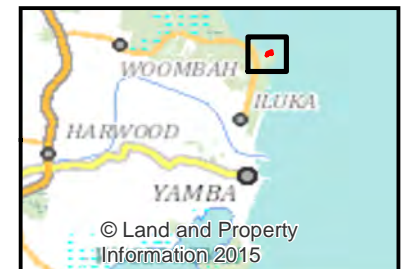 WOOMBAH
ILUKA
HARWOOD
YAMBA
© Land and Property
Information 2015